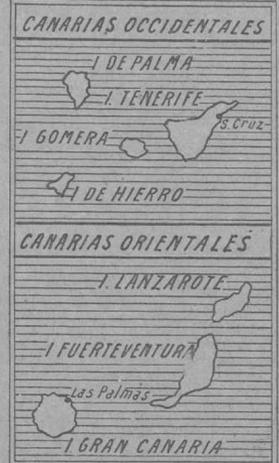 CANARIAS OCCIDENTALES
I DE PALMA
I. TENERIFE
S. Cruz
I GOMERA
I DE HIERRO
CANARIAS ORIENTALES
I. LANZAROTE
I FUERTEVENTURA
Las Palmas
I. GRAN CANARIA